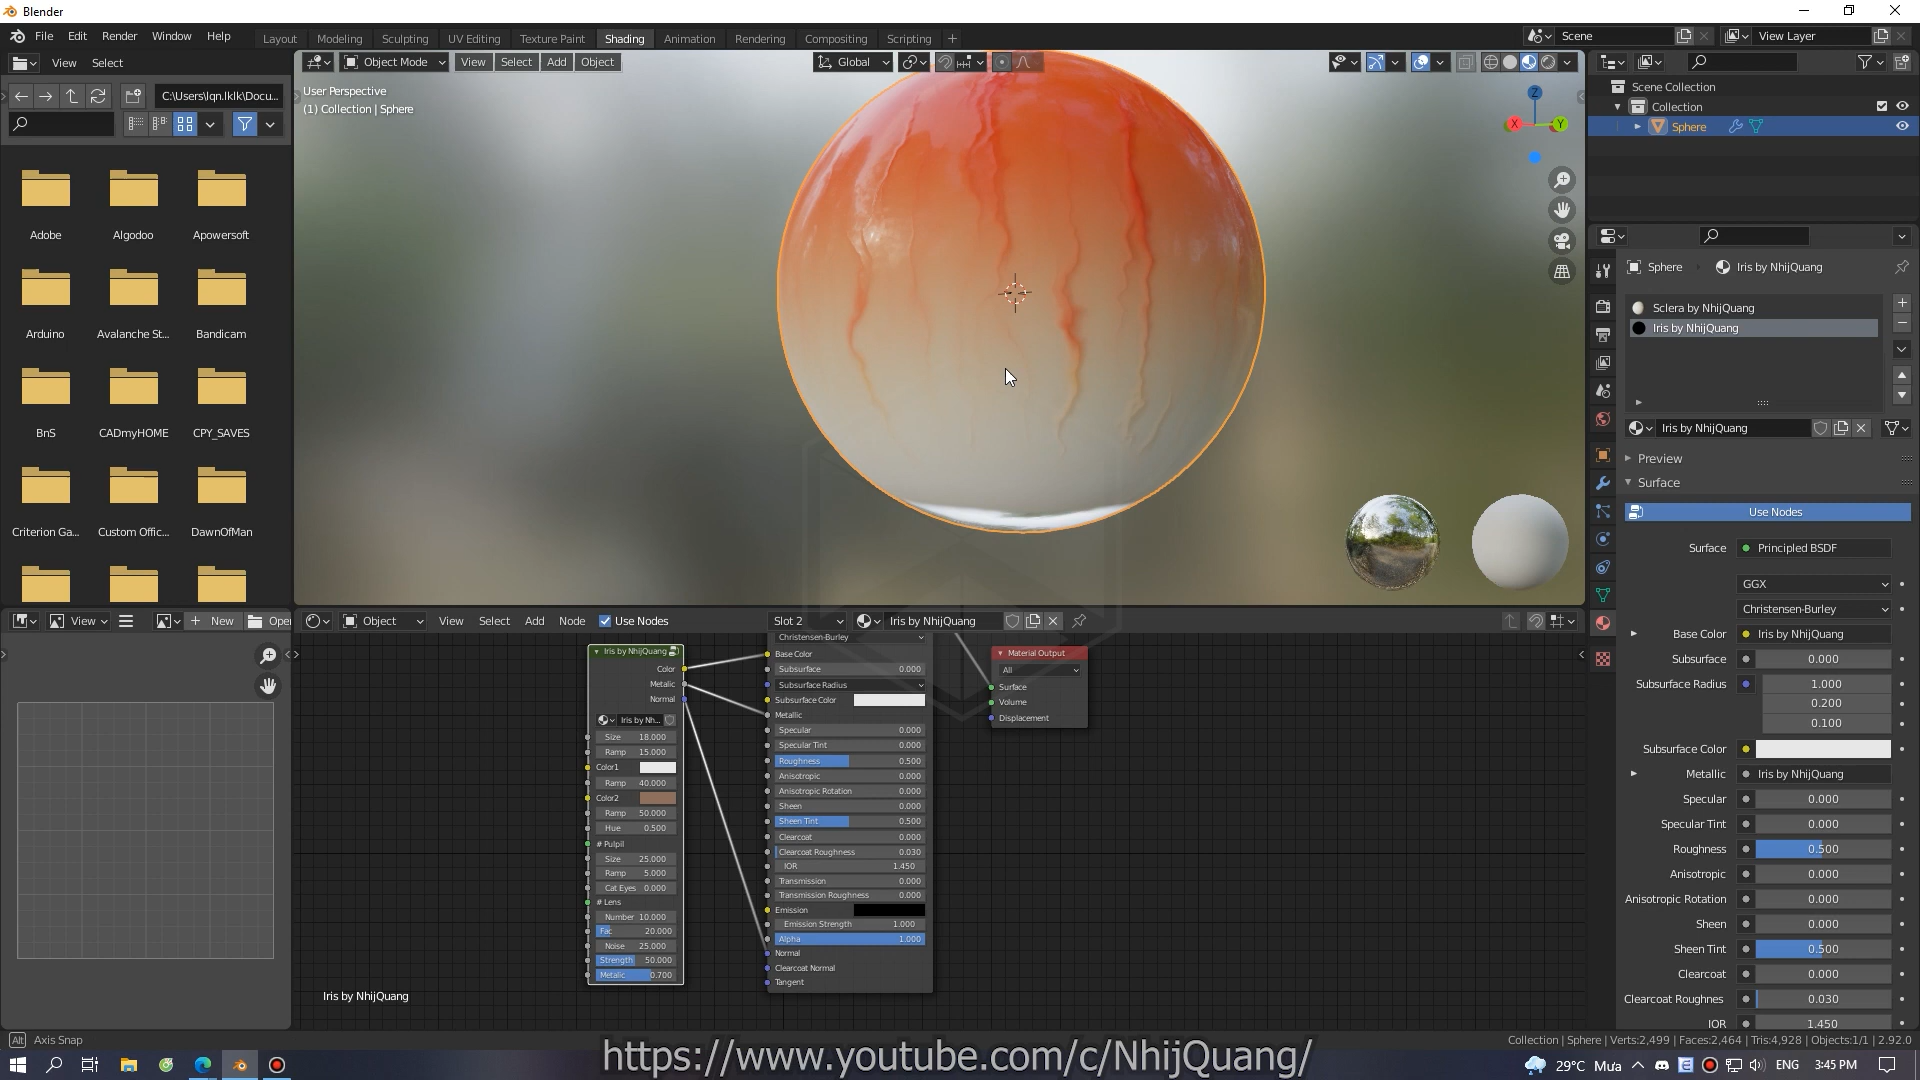 Blender
File Edit Render Window Help
Layout Modeling Sculpting UV Editing Texture Paint Shading Animation Rendering Compositing Scripting +
Scene
View Layer
View Select
Object Mode View Select Add Object
Global
C:\Users\lqn.lklk\Docu...
User Perspective
(1) Collection | Sphere
Z
X
Y
Adobe Algodoo Apowersoft
Arduino Avalanche St... Bandicam
BnS CADmyHOME CPY_SAVES
Criterion Ga... Custom Offic... DawnOfMan
Scene Collection
Collection
Sphere
Sphere Iris by NhijQuang
Sclera by NhijQuang
Iris by NhijQuang
Iris by NhijQuang
Preview
Surface
Use Nodes
Surface Principled BSDF
GGX
Christensen-Burley
Base Color Iris by NhijQuang
Subsurface 0.000
Subsurface Radius 1.000
0.200
0.100
Subsurface Color
Metallic Iris by NhijQuang
Specular 0.000
Specular Tint 0.000
Roughness 0.500
Anisotropic 0.000
Anisotropic Rotation 0.000
Sheen 0.000
Sheen Tint 0.500
Clearcoat 0.000
Clearcoat Roughnes 0.030
IOR 1.450
View + New Open
Object View Select Add Node Use Nodes Slot 2 Iris by NhijQuang
Iris by NhijQuang
Color
Metallic
Normal
Iris by Nh...
Size 18.000
Ramp 15.000
Color1
Ramp 40.000
Color2
Ramp 50.000
Hue 0.500
# Pulpil
Size 25.000
Ramp 5.000
Cat Eyes 0.000
# Lens
Number 10.000
Fac 20.000
Noise 25.000
Strength 50.000
Metalic 0.700
Christensen-Burley
Base Color
Subsurface 0.000
Subsurface Radius
Subsurface Color
Metallic
Specular 0.000
Specular Tint 0.000
Roughness 0.500
Anisotropic 0.000
Anisotropic Rotation 0.000
Sheen 0.000
Sheen Tint 0.500
Clearcoat 0.000
Clearcoat Roughness 0.030
IOR 1.450
Transmission 0.000
Transmission Roughness 0.000
Emission
Emission Strength 1.000
Alpha 1.000
Normal
Clearcoat Normal
Tangent
Material Output
All
Surface
Volume
Displacement
Iris by NhijQuang
Alt Axis Snap
Collection | Sphere | Verts:2,499 | Faces:2,464 | Tris:4,928 | Objects:1/1 | 2.92.0
https://www.youtube.com/c/NhijQuang/
29°C Mưa ENG 3:45 PM